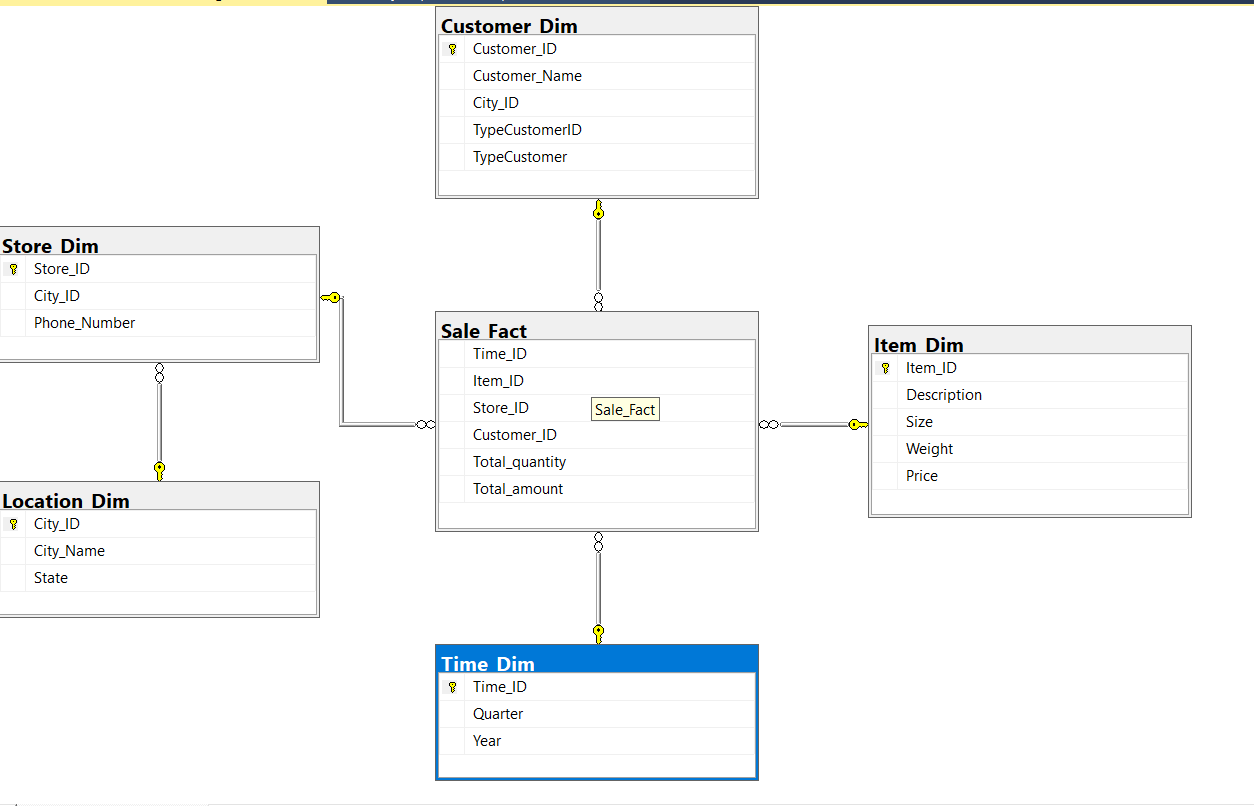 Customer_Dim
Customer_ID
Customer_Name
City_ID
TypeCustomerID
TypeCustomer
Store_Dim
Store_ID
City_ID
Phone_Number
Sale_Fact
Time_ID
Item_ID
Store_ID
Sale_Fact
Customer_ID
Total_quantity
Total_amount
Item_Dim
Item_ID
Description
Size
Weight
Price
Location_Dim
City_ID
City_Name
State
Time_Dim
Time_ID
Quarter
Year